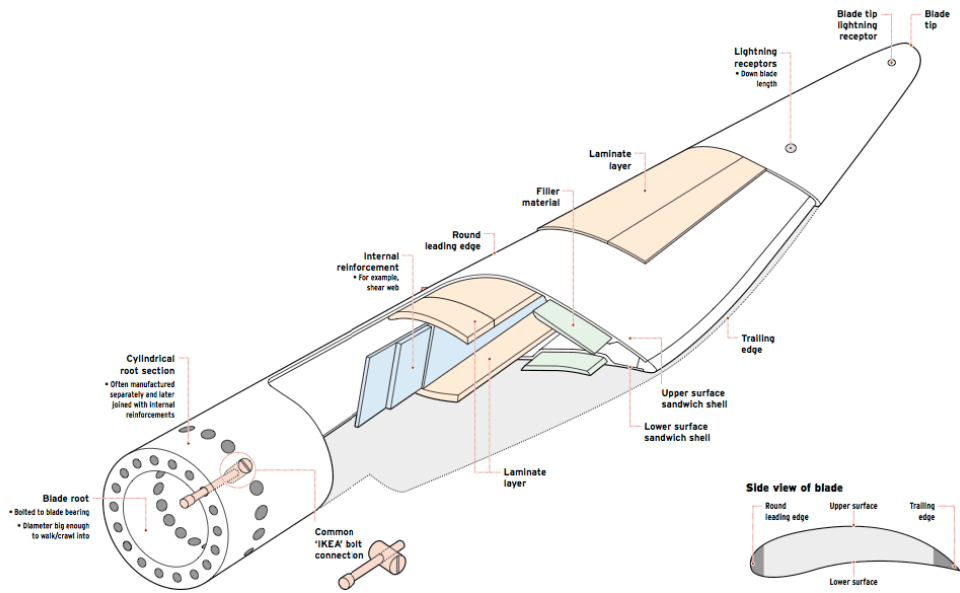 Blade tip
lightning
receptor
Blade
tip
Lightning
receptors
• Down blade
length
Laminate
layer
Filler
material
Round
leading edge
Internal
reinforcement
• For example,
shear web
Cylindrical
root section
• Often manufactured
separately and later
joined with internal
reinforcements
Trailing
edge
Upper surface
sandwich shell
Lower surface
sandwich shell
Laminate
layer
Blade root
• Bolted to blade bearing
• Diameter big enough
to walk/crawl into
Common
'IKEA' bolt
connection
Side view of blade
Round
leading edge
Upper surface
Trailing
edge
Lower surface